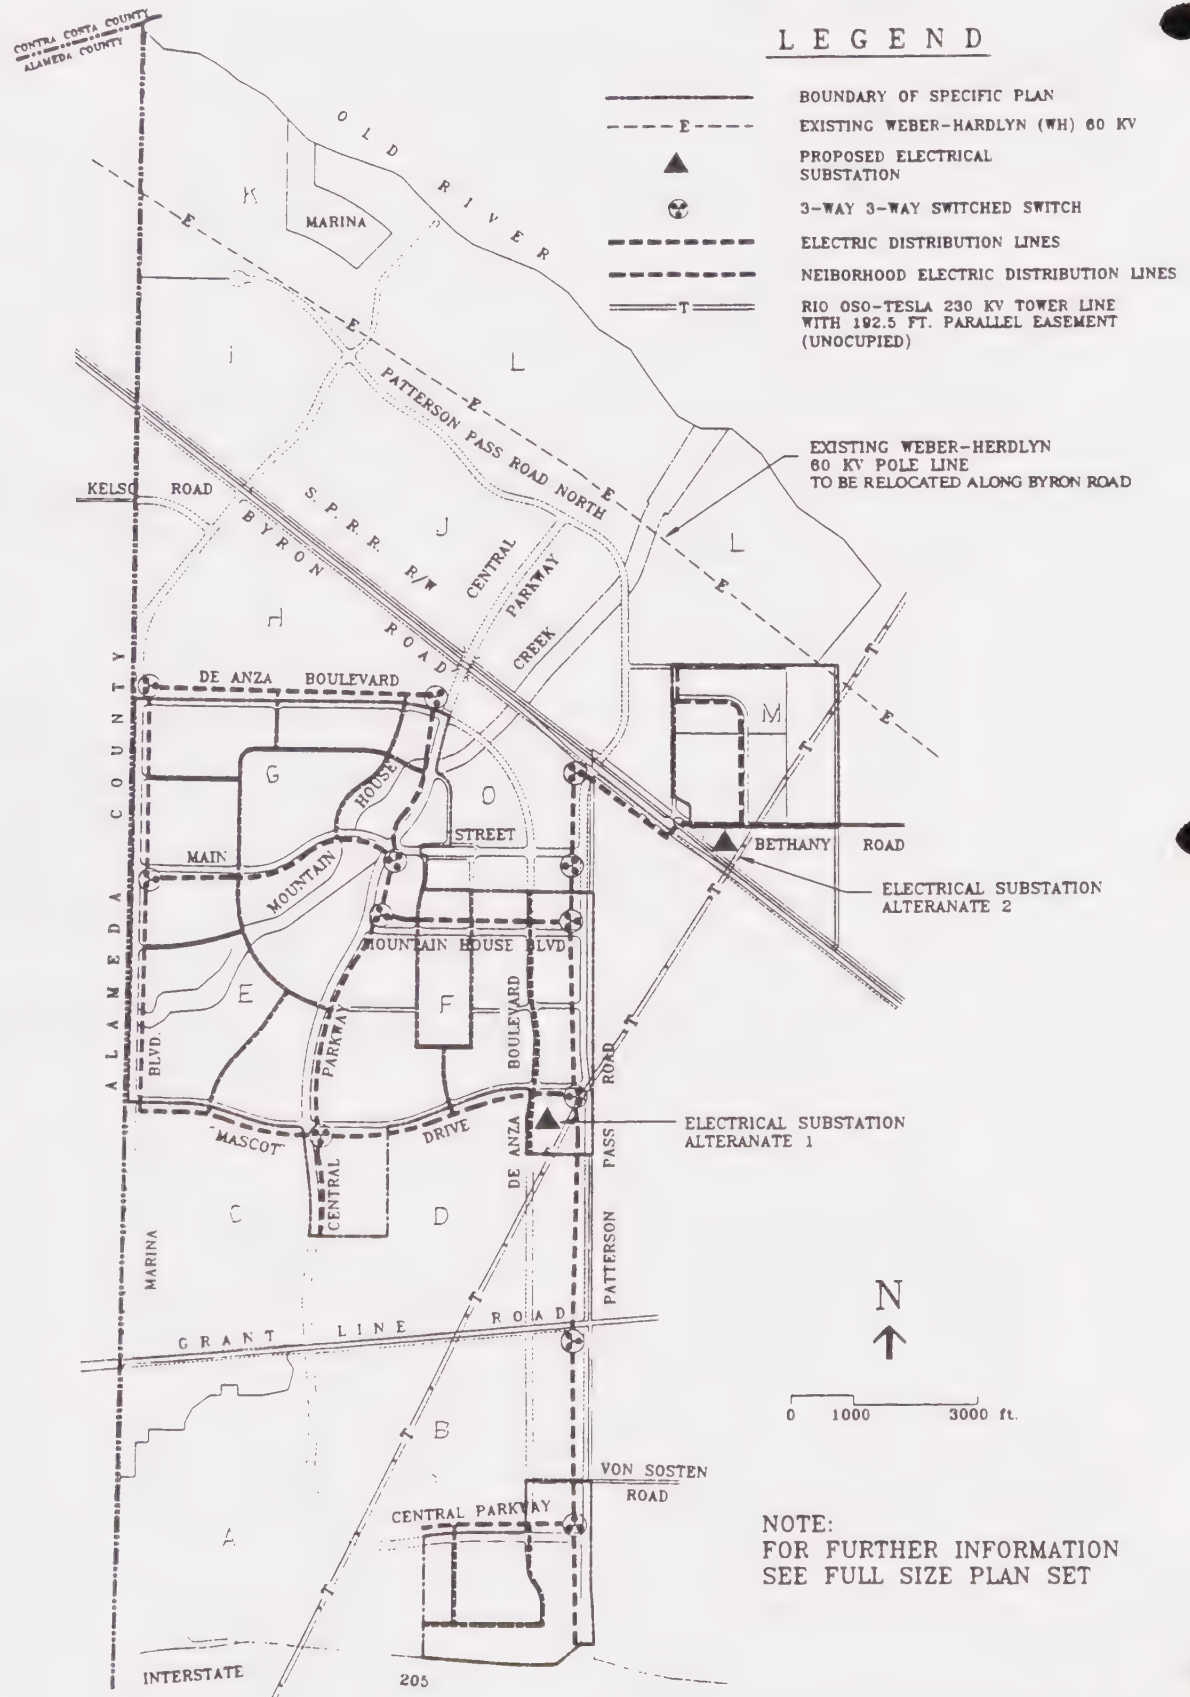 CONTRA COSTA COUNTY
ALAMEDA COUNTY
LEGEND
BOUNDARY OF SPECIFIC PLAN
E
EXISTING WEBER-HARDLYN (WH) 60 KV
PROPOSED ELECTRICAL
SUBSTATION
3-WAY 3-WAY SWITCHED SWITCH
ELECTRIC DISTRIBUTION LINES
NEIBORHOOD ELECTRIC DISTRIBUTION LINES
T
RIO OSO-TESLA 230 KV TOWER LINE
WITH 192.5 FT. PARALLEL EASEMENT
(UNOCUPIED)
OLD RIVER
K
MARINA
E
E
I
L
E
PATTERSON PASS ROAD NORTH
EXISTING WEBER-HERDLYN
60 KV POLE LINE
TO BE RELOCATED ALONG BYRON ROAD
KELSO ROAD
E
S. P. R. R. R/W
J
BYRON ROAD
CENTRAL
PARKWAY
L
E
CREEK
H
T
DE ANZA BOULEVARD
M
E
T
G
HOUSE
O
STREET
MAIN
BETHANY ROAD
MOUNTAIN
T
ELECTRICAL SUBSTATION
ALTERANATE 2
ALAMEDA COUNTY
MOUNTAIN HOUSE BLVD
E
F
BOULEVARD
T
BLVD.
PARKWAY
ROAD
MASCOT
DRIVE
ELECTRICAL SUBSTATION
ALTERANATE 1
DE ANZA
PASS
T
CENTRAL
C
D
MARINA
PATTERSON
T
N
GRANT LINE ROAD
0 1000 3000 ft.
T
B
VON SOSTEN
ROAD
CENTRAL PARKWAY
A
T
NOTE:
FOR FURTHER INFORMATION
SEE FULL SIZE PLAN SET
INTERSTATE 205